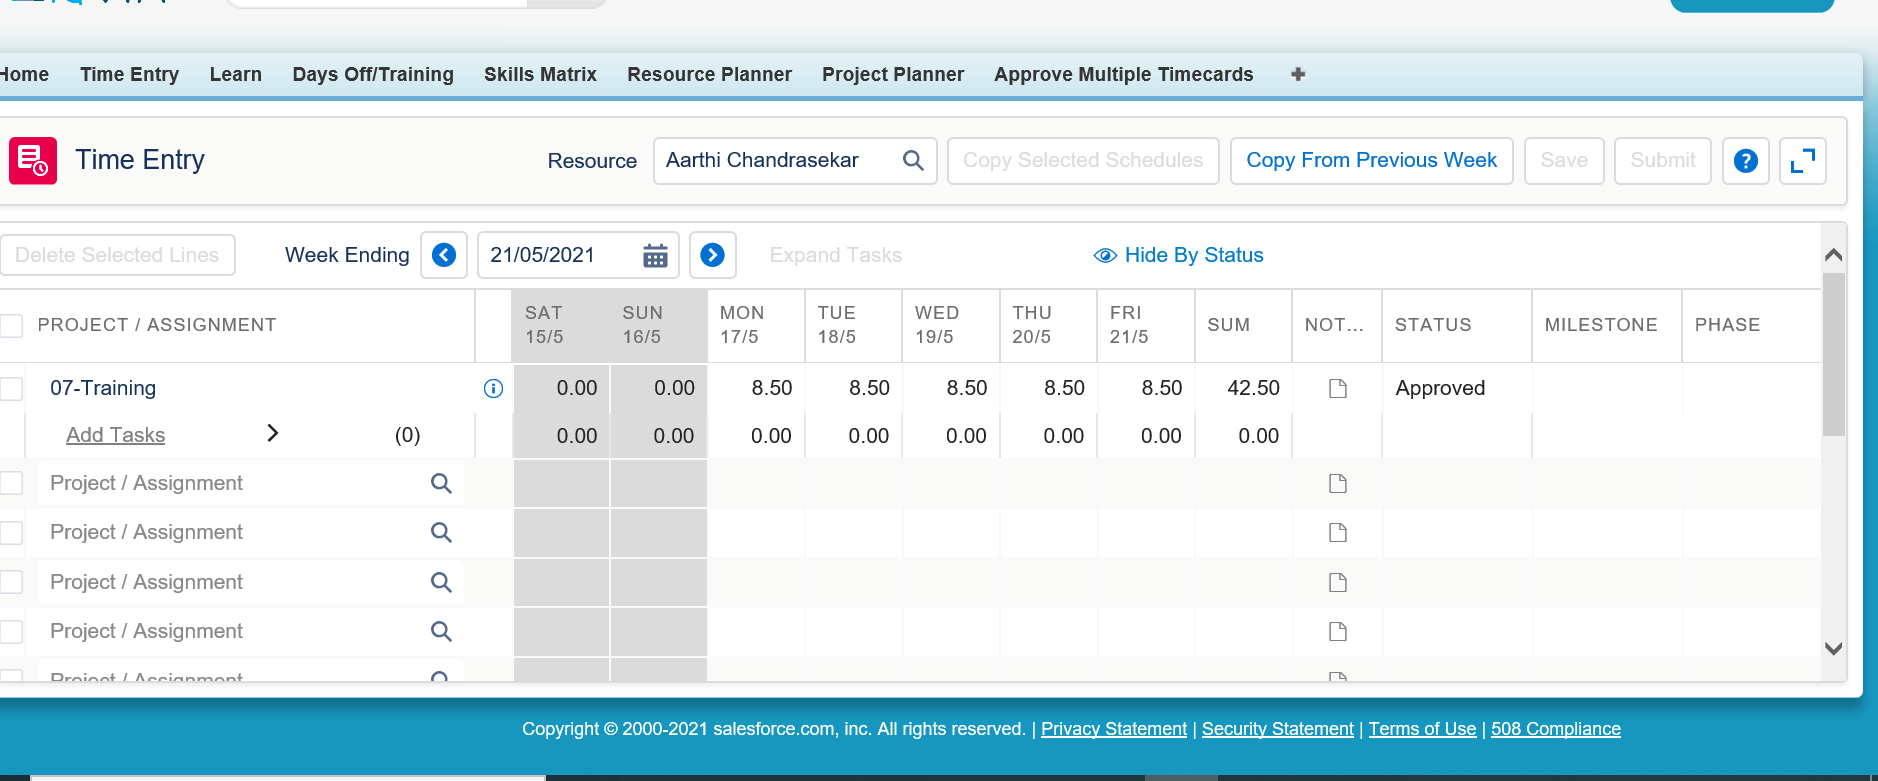 Home Time Entry Learn Days Off/Training Skills Matrix Resource Planner Project Planner Approve Multiple Timecards +
Time Entry Resource Aarthi Chandrasekar Copy Selected Schedules Copy From Previous Week Save Submit ?
Delete Selected Lines Week Ending 21/05/2021 Expand Tasks Hide By Status
PROJECT / ASSIGNMENT SAT 15/5 SUN 16/5 MON 17/5 TUE 18/5 WED 19/5 THU 20/5 FRI 21/5 SUM NOT... STATUS MILESTONE PHASE
07-Training 0.00 0.00 8.50 8.50 8.50 8.50 8.50 42.50 Approved
Add Tasks (0) 0.00 0.00 0.00 0.00 0.00 0.00 0.00 0.00
Project / Assignment
Project / Assignment
Project / Assignment
Project / Assignment
Project / Assignment
Copyright © 2000-2021 salesforce.com, inc. All rights reserved. | Privacy Statement | Security Statement | Terms of Use | 508 Compliance